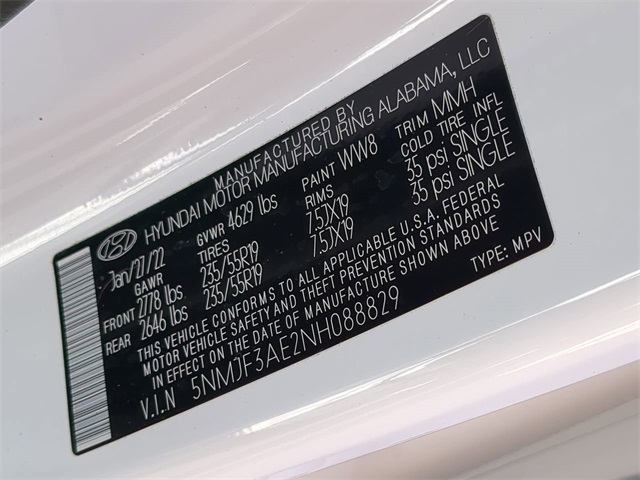 MANUFACTURED BY
HYUNDAI MOTOR MANUFACTURING ALABAMA, LLC
Jan/27/22 GVWR 4629 lbs PAINT WW8 TRIM MMH
GAWR TIRES RIMS COLD TIRE INFL
FRONT 2778 lbs 235/55R19 7.5JX19 35 psi SINGLE
REAR 2646 lbs 235/55R19 7.5JX19 35 psi SINGLE
THIS VEHICLE CONFORMS TO ALL APPLICABLE U.S.A. FEDERAL
MOTOR VEHICLE SAFETY AND THEFT PREVENTION STANDARDS
IN EFFECT ON THE DATE OF MANUFACTURE SHOWN ABOVE
V.I.N 5NMJF3AE2NH088829 TYPE: MPV